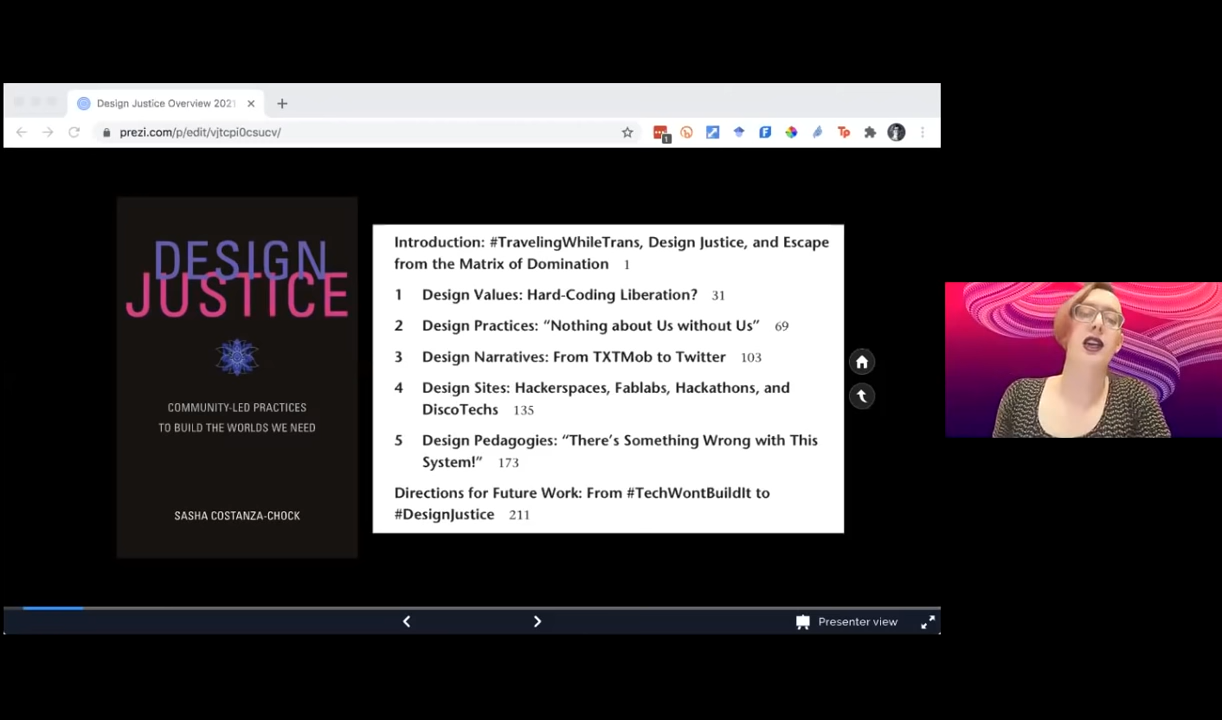 Design Justice Overview 2021
prezi.com/p/edit/vjtcpi0csucv/
1
Tp
DESIGN
JUSTICE
COMMUNITY-LED PRACTICES
TO BUILD THE WORLDS WE NEED
SASHA COSTANZA-CHOCK
Introduction: #TravelingWhileTrans, Design Justice, and Escape
from the Matrix of Domination 1
1 Design Values: Hard-Coding Liberation? 31
2 Design Practices: “Nothing about Us without Us” 69
3 Design Narratives: From TXTMob to Twitter 103
4 Design Sites: Hackerspaces, Fablabs, Hackathons, and
DiscoTechs 135
5 Design Pedagogies: “There’s Something Wrong with This
System!” 173
Directions for Future Work: From #TechWontBuildIt to
#DesignJustice 211
Presenter view